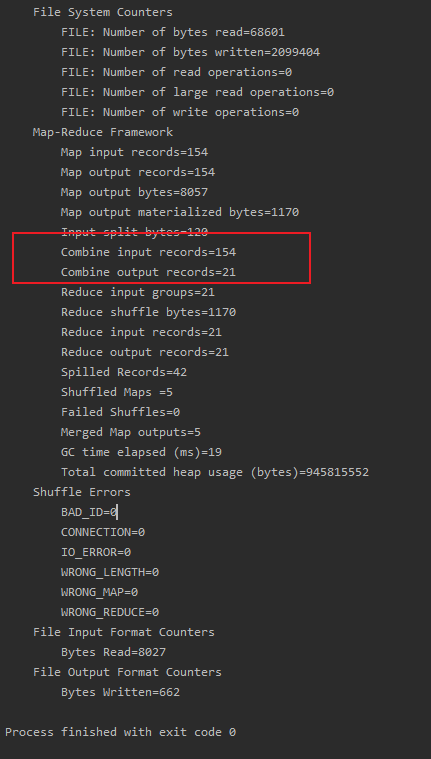 File System Counters
FILE: Number of bytes read=68601
FILE: Number of bytes written=2099404
FILE: Number of read operations=0
FILE: Number of large read operations=0
FILE: Number of write operations=0
Map-Reduce Framework
Map input records=154
Map output records=154
Map output bytes=8057
Map output materialized bytes=1170
Input split bytes=120
Combine input records=154
Combine output records=21
Reduce input groups=21
Reduce shuffle bytes=1170
Reduce input records=21
Reduce output records=21
Spilled Records=42
Shuffled Maps =5
Failed Shuffles=0
Merged Map outputs=5
GC time elapsed (ms)=19
Total committed heap usage (bytes)=945815552
Shuffle Errors
BAD_ID=0
CONNECTION=0
IO_ERROR=0
WRONG_LENGTH=0
WRONG_MAP=0
WRONG_REDUCE=0
File Input Format Counters
Bytes Read=8027
File Output Format Counters
Bytes Written=662
Process finished with exit code 0